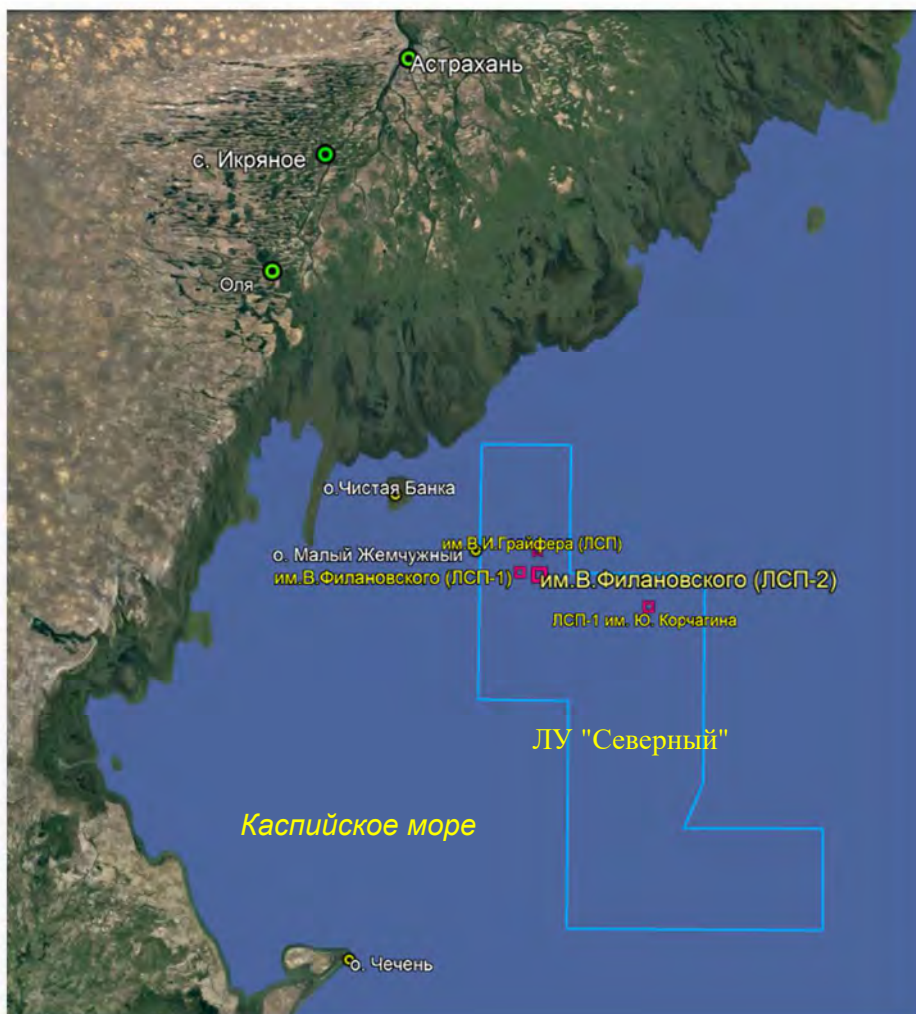 Астрахань
с. Икряное
Оля
о.Чистая Банка
им.В.И.Грайфера (ЛСП)
о. Малый Жемчужный
им.В.Филановского (ЛСП-1)
им.В.Филановского (ЛСП-2)
ЛСП-1 им. Ю. Корчагина
ЛУ "Северный"
Каспийское море
о. Чечень